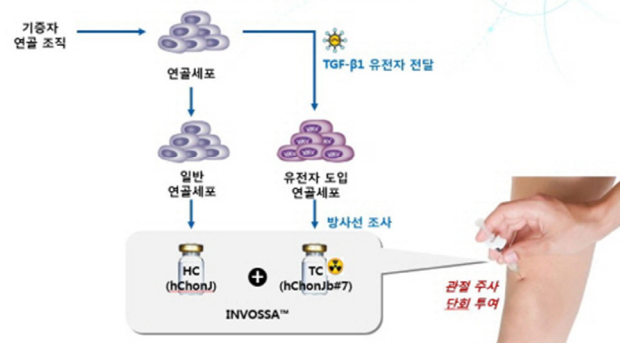 기증자
연골 조직
연골세포
TGF-β1 유전자 전달
일반
연골세포
유전자 도입
연골세포
방사선 조사
HC
(hChonJ)
TC
(hChonJb#7)
INVOSSA™
관절 주사
단회 투여